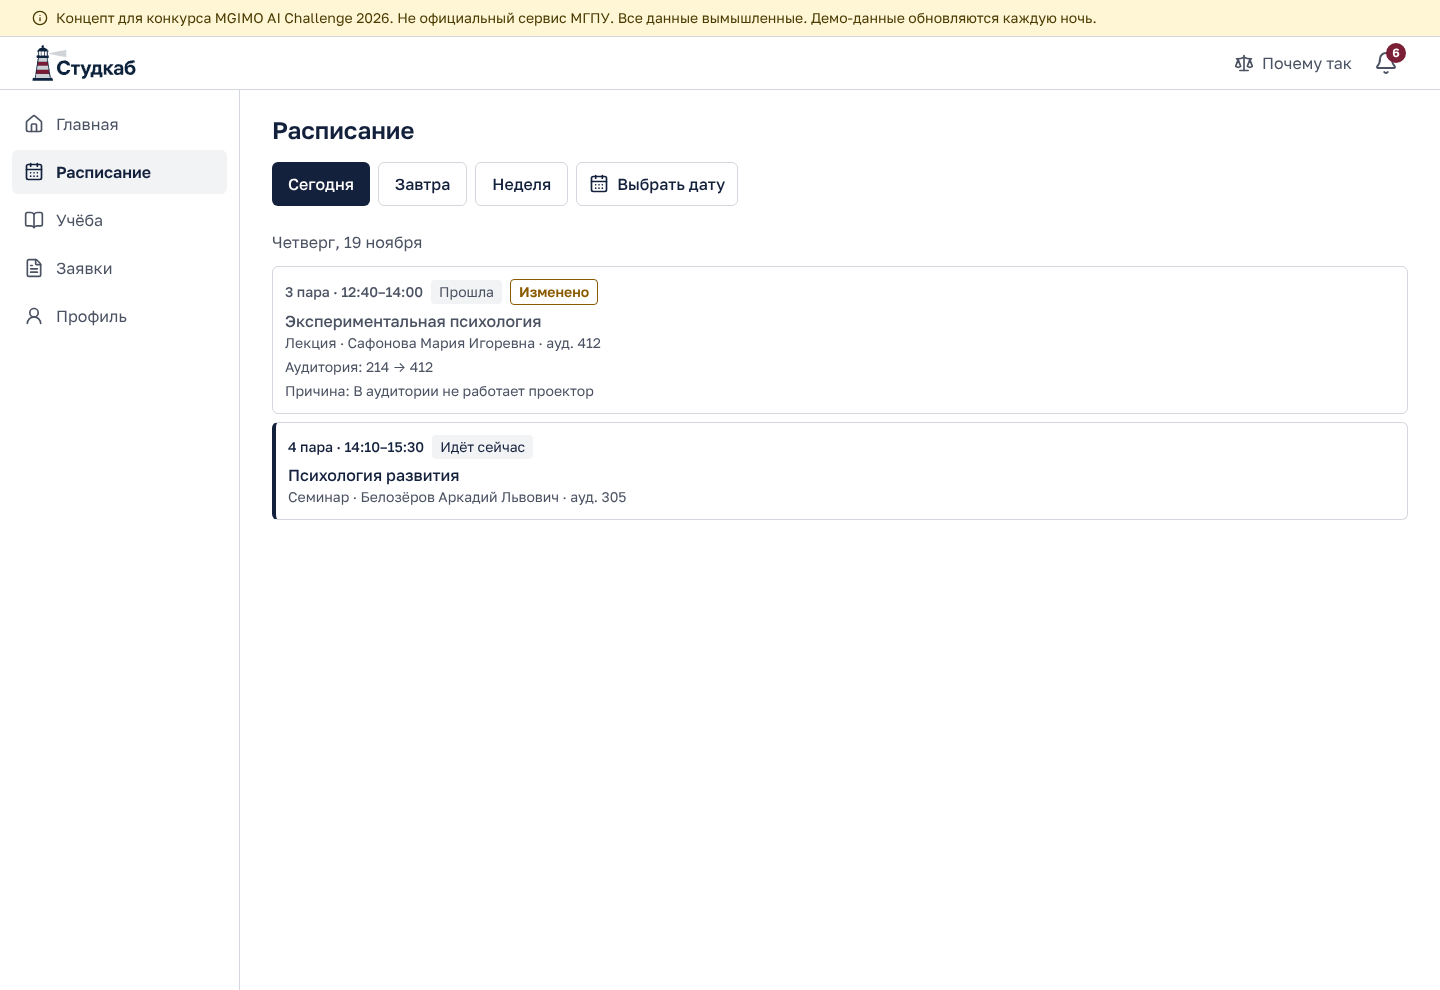 Концепт для конкурса MGIMO AI Challenge 2026. Не официальный сервис МГПУ. Все данные вымышленные. Демо-данные обновляются каждую ночь.
Студкаб
Почему так
6
Главная
Расписание
Учёба
Заявки
Профиль
Расписание
Сегодня
Завтра
Неделя
Выбрать дату
Четверг, 19 ноября
3 пара · 12:40–14:00 Прошла Изменено
Экспериментальная психология
Лекция · Сафонова Мария Игоревна · ауд. 412
Аудитория: 214 → 412
Причина: В аудитории не работает проектор
4 пара · 14:10–15:30 Идёт сейчас
Психология развития
Семинар · Белозёров Аркадий Львович · ауд. 305